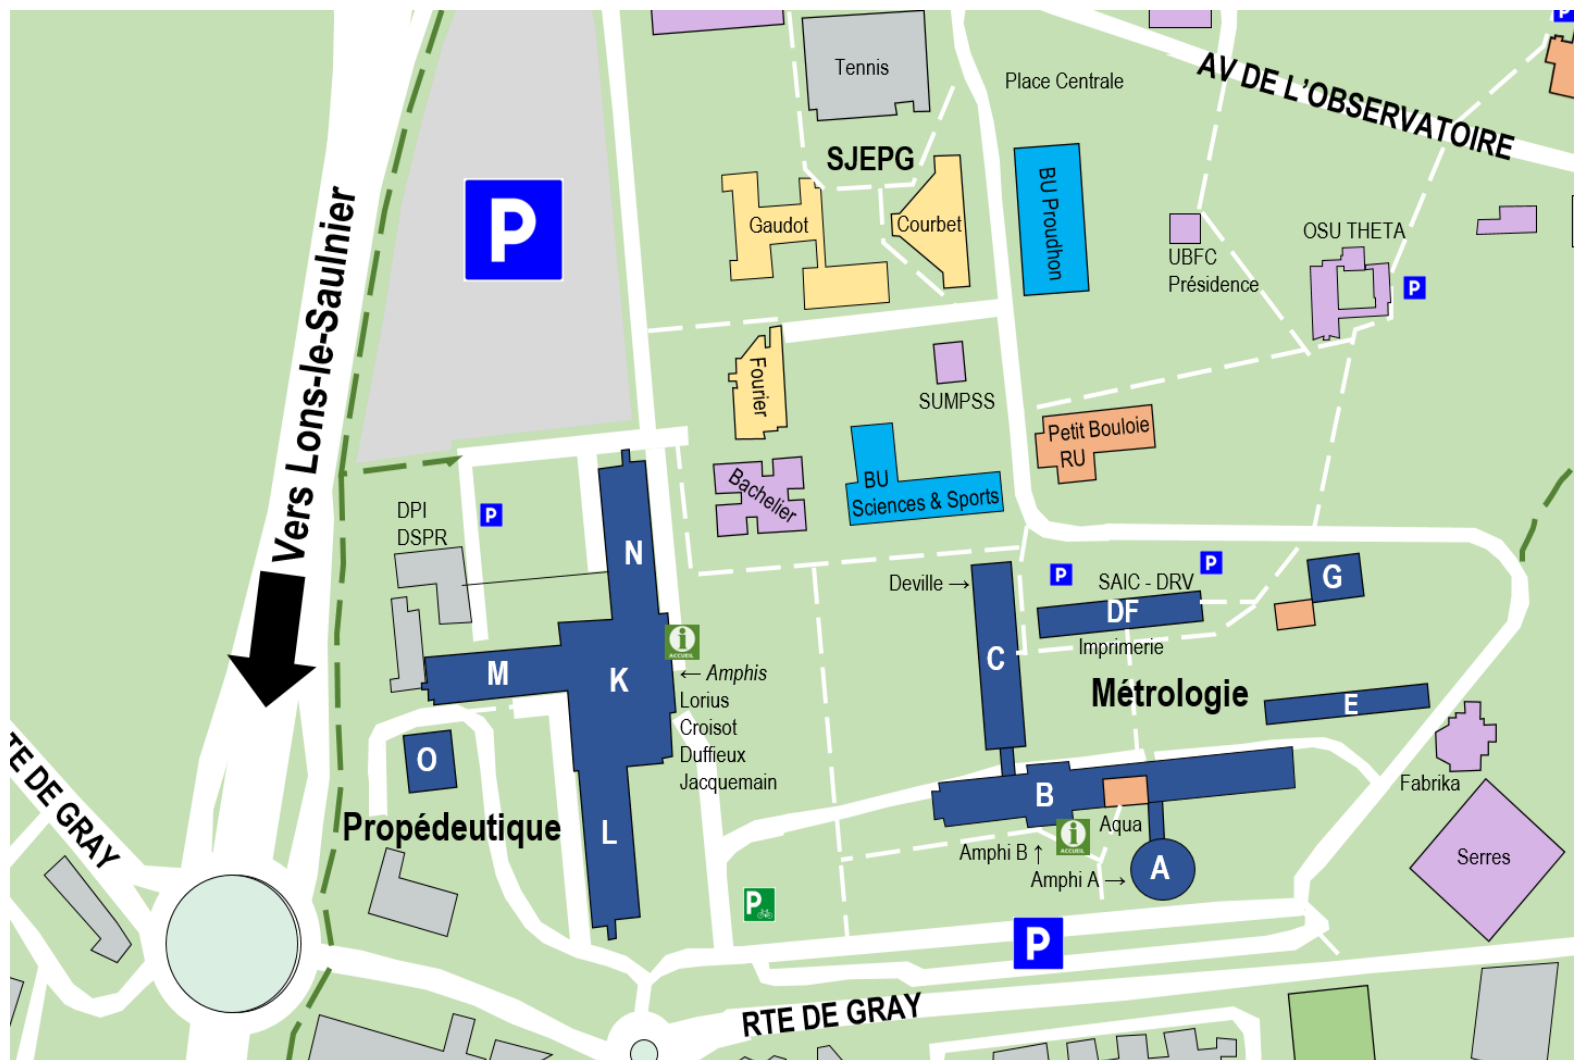 P
AV DE L'OBSERVATOIRE
Tennis
Place Centrale
SJEPG
P
Gaudot
Courbet
BU Proudhon
UBFC
Présidence
OSU THETA
P
Vers Lons-le-Saulnier
Fourier
SUMPSS
Petit Bouloie
RU
Bachelier
BU
Sciences & Sports
DPI
DSPR
P
N
Deville →
P
SAIC - DRV
P
G
DF
Imprimerie
C
M
K
i
ACCUEIL
← Amphis
Lorius
Croisot
Duffieux
Jacquemain
Métrologie
E
O
Fabrika
TE DE GRAY
Propédeutique
L
B
Aqua
i
ACCUEIL
Amphi B ↑
Amphi A →
A
Serres
P
P
RTE DE GRAY